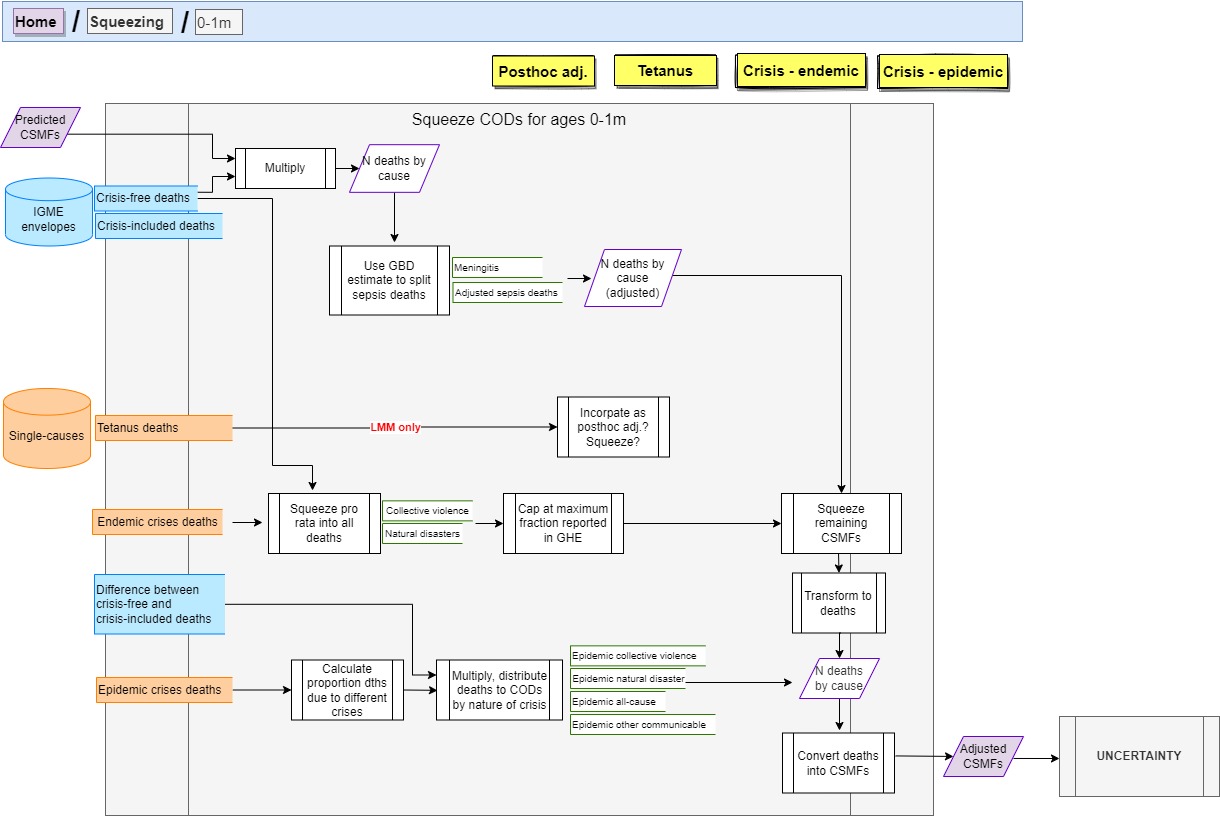 Home / Squeezing / 0-1m
Posthoc adj.
Tetanus
Crisis - endemic
Crisis - epidemic
Squeeze CODs for ages 0-1m
Predicted
CSMFs
Multiply
N deaths by
cause
IGME
envelopes
Crisis-free deaths
Crisis-included deaths
Use GBD
estimate to split
sepsis deaths
Meningitis
Adjusted sepsis deaths
N deaths by
cause
(adjusted)
Single-causes
Tetanus deaths
LMM only
Incorpate as
posthoc adj.?
Squeeze?
Endemic crises deaths
Squeeze pro
rata into all
deaths
Collective violence
Natural disasters
Cap at maximum
fraction reported
in GHE
Squeeze
remaining
CSMFs
Difference between
crisis-free and
crisis-included deaths
Transform to
deaths
Epidemic crises deaths
Calculate
proportion dths
due to different
crises
Multiply, distribute
deaths to CODs
by nature of crisis
Epidemic collective violence
Epidemic natural disaster
Epidemic all-cause
Epidemic other communicable
N deaths
by cause
Convert deaths
into CSMFs
Adjusted
CSMFs
UNCERTAINTY